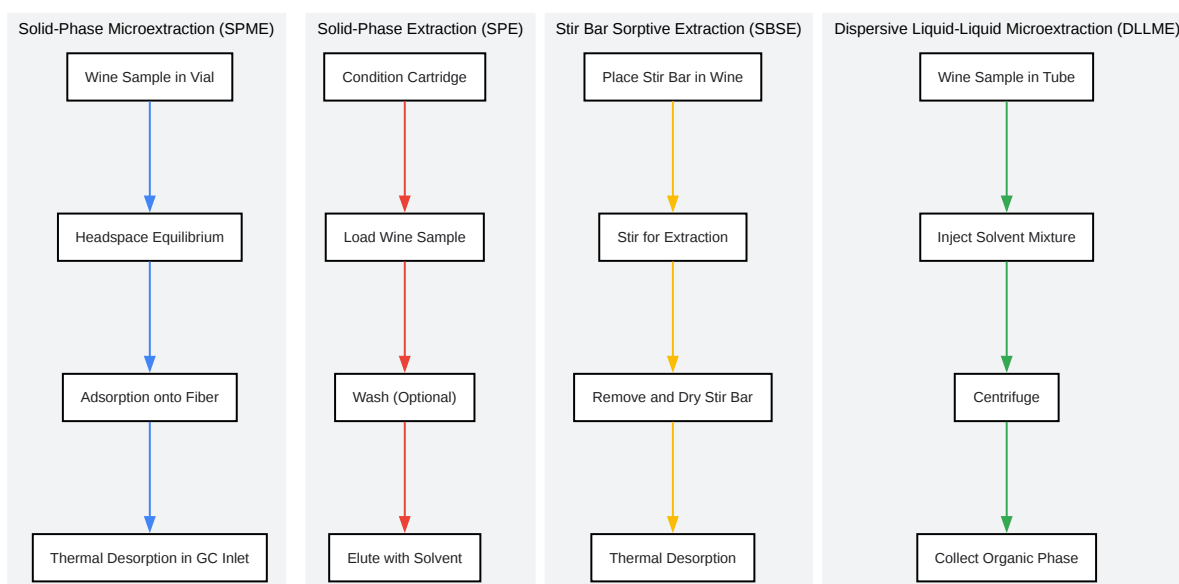 Solid-Phase Microextraction (SPME)
Wine Sample in Vial
Headspace Equilibrium
Adsorption onto Fiber
Thermal Desorption in GC Inlet
Solid-Phase Extraction (SPE)
Condition Cartridge
Load Wine Sample
Wash (Optional)
Elute with Solvent
Stir Bar Sorptive Extraction (SBSE)
Place Stir Bar in Wine
Stir for Extraction
Remove and Dry Stir Bar
Thermal Desorption
Dispersive Liquid-Liquid Microextraction (DLLME)
Wine Sample in Tube
Inject Solvent Mixture
Centrifuge
Collect Organic Phase